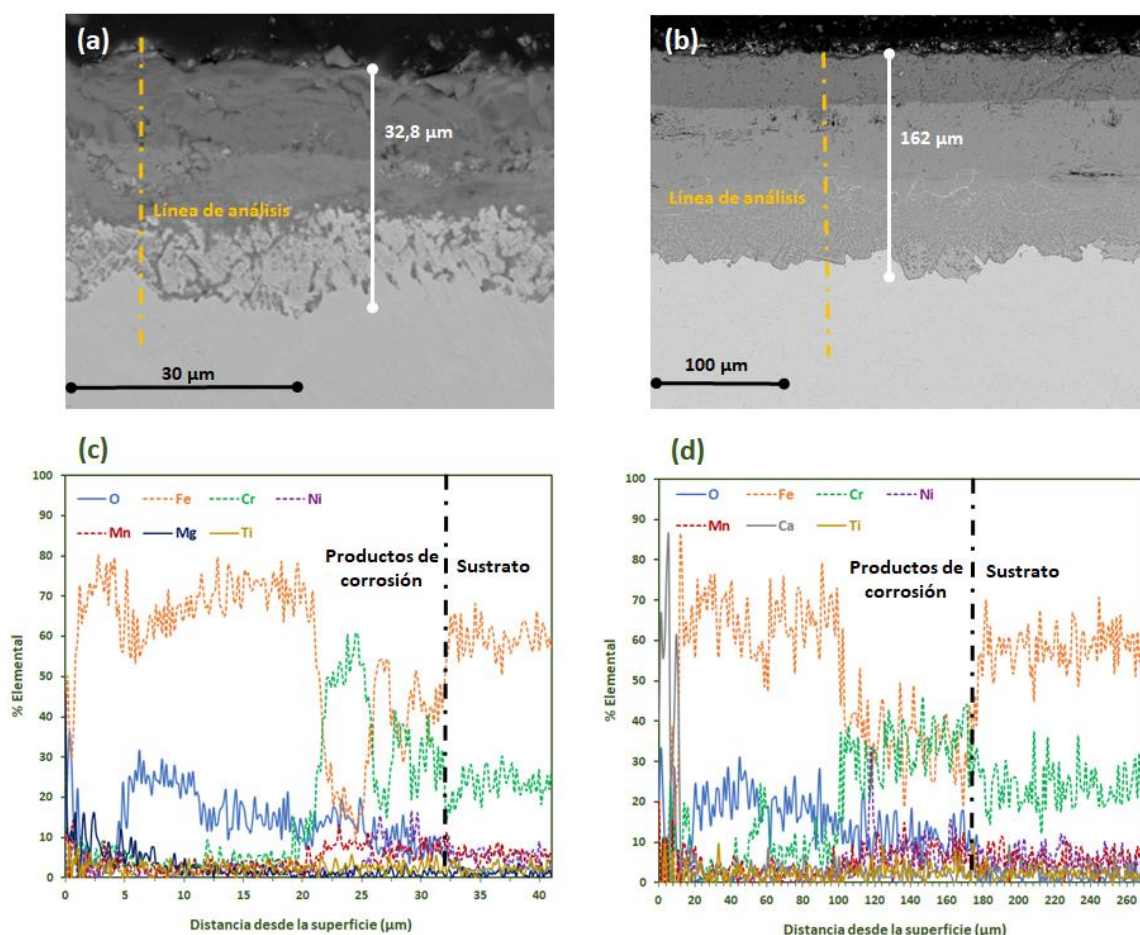 (a)
32,8 µm
Línea de análisis
30 µm
(b)
162 µm
Línea de análisis
100 µm
(c)
100
90
80
70
60
50
40
30
20
10
0
% Elemental
O Fe Cr Ni
Mn Mg Ti
Productos de
corrosión
Sustrato
0 5 10 15 20 25 30 35 40
Distancia desde la superficie (µm)
(d)
100
90
80
70
60
50
40
30
20
10
0
% Elemental
O Fe Cr Ni
Mn Ca Ti
Productos de
corrosión
Sustrato
0 20 40 60 80 100 120 140 160 180 200 220 240 260
Distancia desde la superficie (µm)